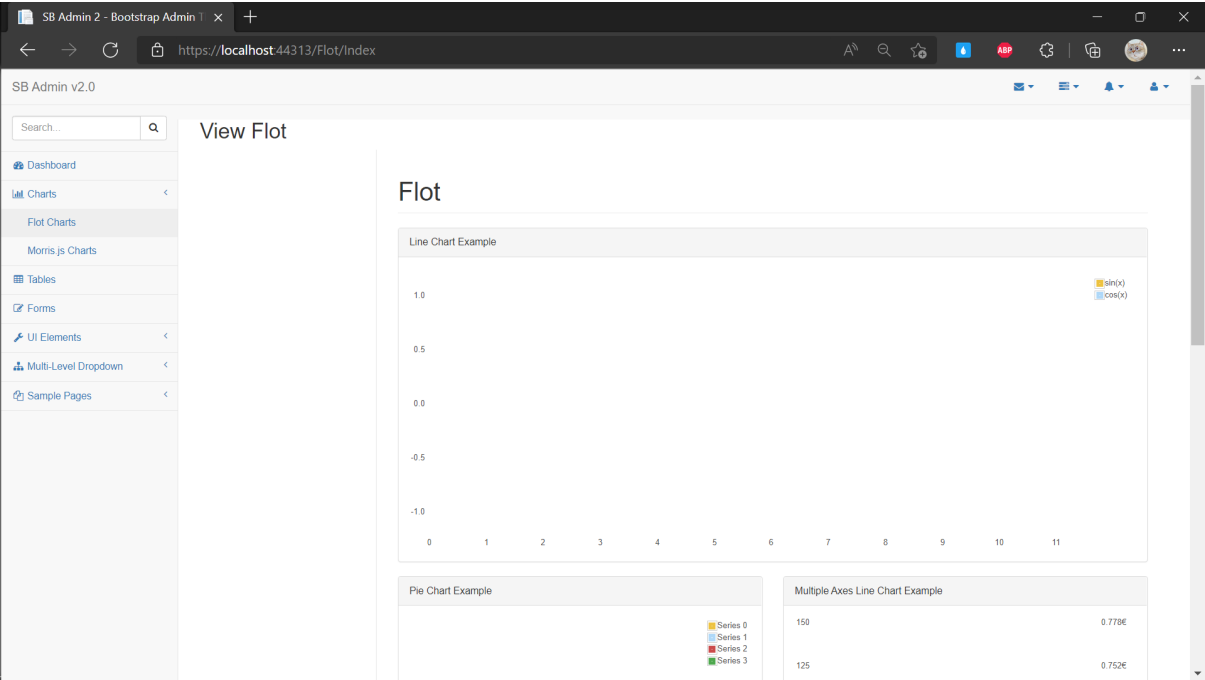 SB Admin 2 - Bootstrap Admin T
https://localhost:44313/Flot/Index
ABP
SB Admin v2.0
Search...
View Flot
Dashboard
Charts
Flot Charts
Morris.js Charts
Tables
Forms
UI Elements
Multi-Level Dropdown
Sample Pages
Flot
Line Chart Example
sin(x)
cos(x)
1.0
0.5
0.0
-0.5
-1.0
0 1 2 3 4 5 6 7 8 9 10 11
Pie Chart Example
Series 0
Series 1
Series 2
Series 3
Multiple Axes Line Chart Example
150 0.778€
125 0.752€